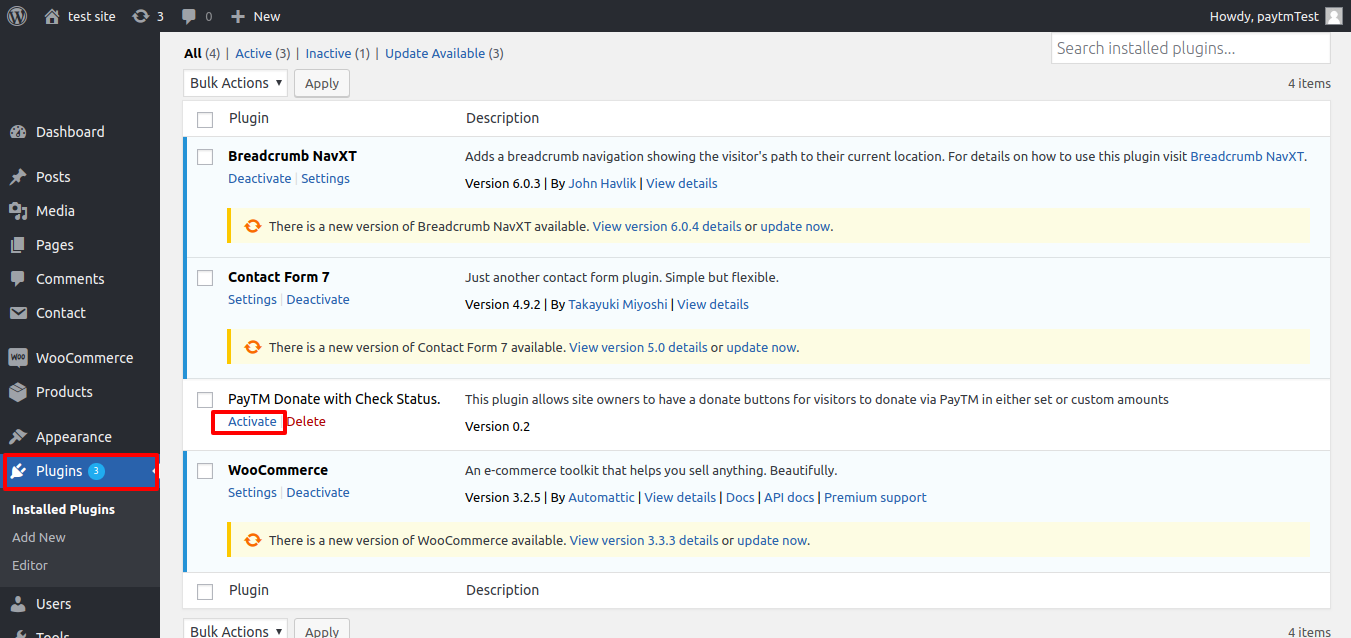 test site 3 0 New Howdy, paytmTest
All (4) | Active (3) | Inactive (1) | Update Available (3)
Search installed plugins...
Bulk Actions Apply
4 items
Dashboard
Posts
Media
Pages
Comments
Contact
WooCommerce
Products
Appearance
Plugins 3
Installed Plugins
Add New
Editor
Users
Tools
Plugin Description
Breadcrumb NavXT
Deactivate | Settings
Adds a breadcrumb navigation showing the visitor's path to their current location. For details on how to use this plugin visit Breadcrumb NavXT.
Version 6.0.3 | By John Havlik | View details
There is a new version of Breadcrumb NavXT available. View version 6.0.4 details or update now.
Contact Form 7
Settings | Deactivate
Just another contact form plugin. Simple but flexible.
Version 4.9.2 | By Takayuki Miyoshi | View details
There is a new version of Contact Form 7 available. View version 5.0 details or update now.
PayTM Donate with Check Status.
Activate Delete
This plugin allows site owners to have a donate buttons for visitors to donate via PayTM in either set or custom amounts
Version 0.2
WooCommerce
Settings | Deactivate
An e-commerce toolkit that helps you sell anything. Beautifully.
Version 3.2.5 | By Automattic | View details | Docs | API docs | Premium support
There is a new version of WooCommerce available. View version 3.3.3 details or update now.
Plugin Description
Bulk Actions Apply
4 items